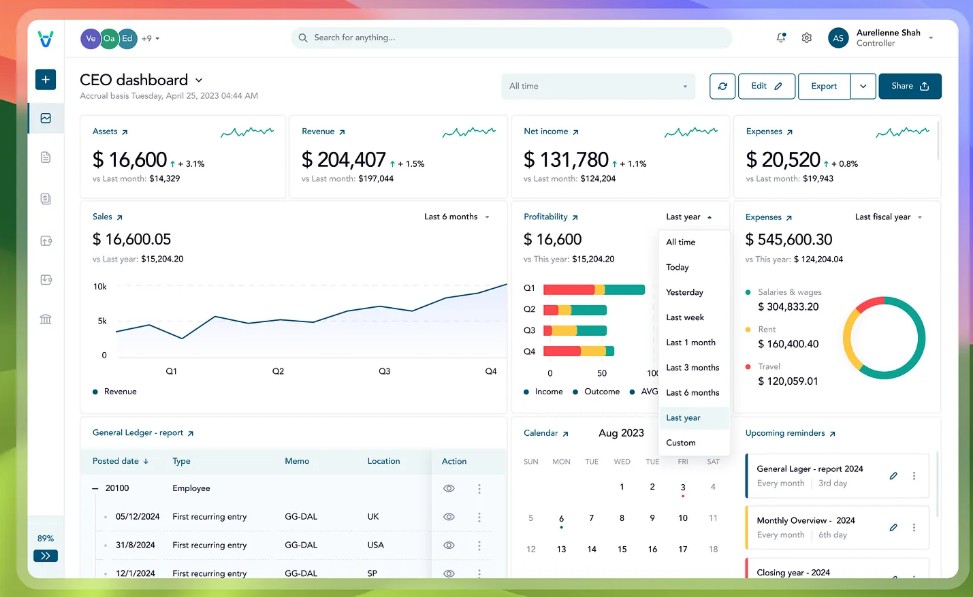 Ve Oa Ed +9
Search for anything...
AS
Aurelienne Shah
Controller
CEO dashboard
Accrual basis Tuesday, April 25, 2023 04:44 AM
All time
Edit
Export
Share
Assets
$ 16,600 + 3.1%
vs Last month: $14,329
Revenue
$ 204,407 + 1.5%
vs Last month: $197,044
Net income
$ 131,780 + 1.1%
vs Last month: $124,204
Expenses
$ 20,520 + 0.8%
vs Last month: $19,943
Sales
Last 6 months
$ 16,600.05
vs Last year: $15,204.20
10k
5k
0
Q1 Q2 Q3 Q4
Revenue
Profitability
Last year
$ 16,600
vs This year: $15,204.20
Q1
Q2
Q3
Q4
0 50 100
Income Outcome AVG
All time
Today
Yesterday
Last week
Last 1 month
Last 3 months
Last 6 months
Last year
Custom
Expenses
Last fiscal year
$ 545,600.30
vs This year: $ 124,204.04
Salaries & wages
$ 304,833.20
Rent
$ 160,400.40
Travel
$ 120,059.01
General Ledger - report
Posted date Type Memo Location Action
20100 Employee
05/12/2024 First recurring entry GG-DAL UK
31/8/2024 First recurring entry GG-DAL USA
12/1/2024 First recurring entry GG-DAL SP
Calendar
Aug 2023
SUN MON TUE WED TUE FRI SAT
1 2 3 4
5 6 7 8 9 10 11
12 13 14 15 16 17 18
Upcoming reminders
General Lager - report 2024
Every month 3rd day
Monthly Overview - 2024
Every month 6th day
Closing year - 2024
89%